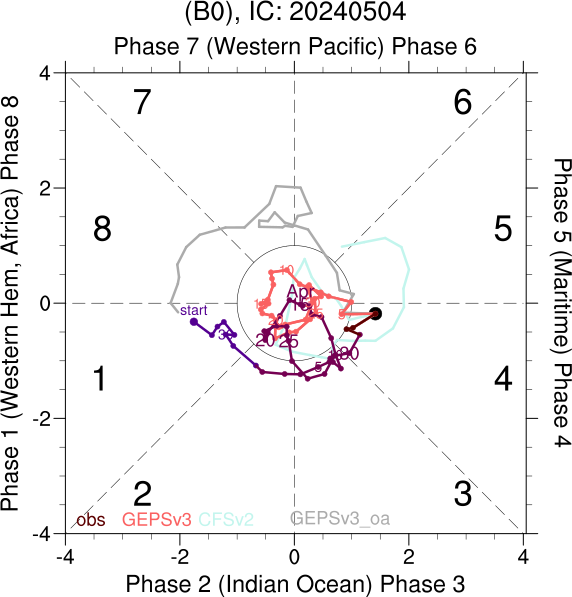 (B0), IC: 20240504
Phase 7 (Western Pacific) Phase 6
Phase 1 (Western Hem, Africa) Phase 8
Phase 5 (Maritime) Phase 4
4
2
0
-2
-4
7
6
8
5
1
4
2
3
start
Apr
10
15
20
25
30
5
obs
GEPSv3
CFSv2
GEPSv3_oa
-4
-2
0
2
4
Phase 2 (Indian Ocean) Phase 3